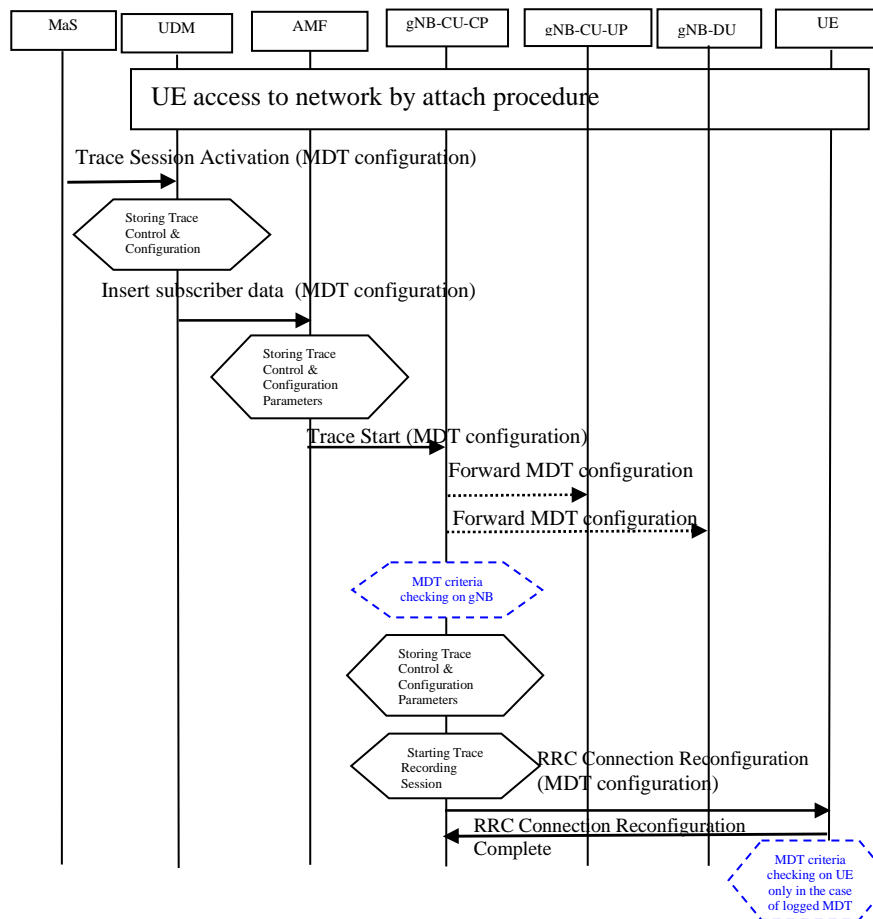 MaS
UDM
AMF
gNB-CU-CP
gNB-CU-UP
gNB-DU
UE
UE access to network by attach procedure
Trace Session Activation (MDT configuration)
Storing Trace
Control &
Configuration
Insert subscriber data  (MDT configuration)
Storing Trace
Control &
Configuration
Parameters
Trace Start (MDT configuration)
Forward MDT configuration
Forward MDT configuration
MDT criteria
checking on gNB
Storing Trace
Control &
Configuration
Parameters
Starting Trace
Recording
Session
RRC Connection Reconfiguration
(MDT configuration)
RRC Connection Reconfiguration
Complete
MDT criteria
checking on UE
only in the case
of logged MDT